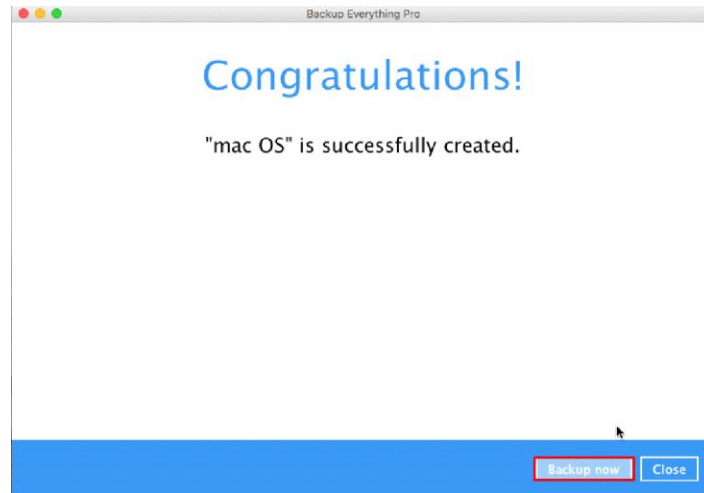 Backup Everything Pro
Congratulations!
"mac OS" is successfully created.
Backup now
Close